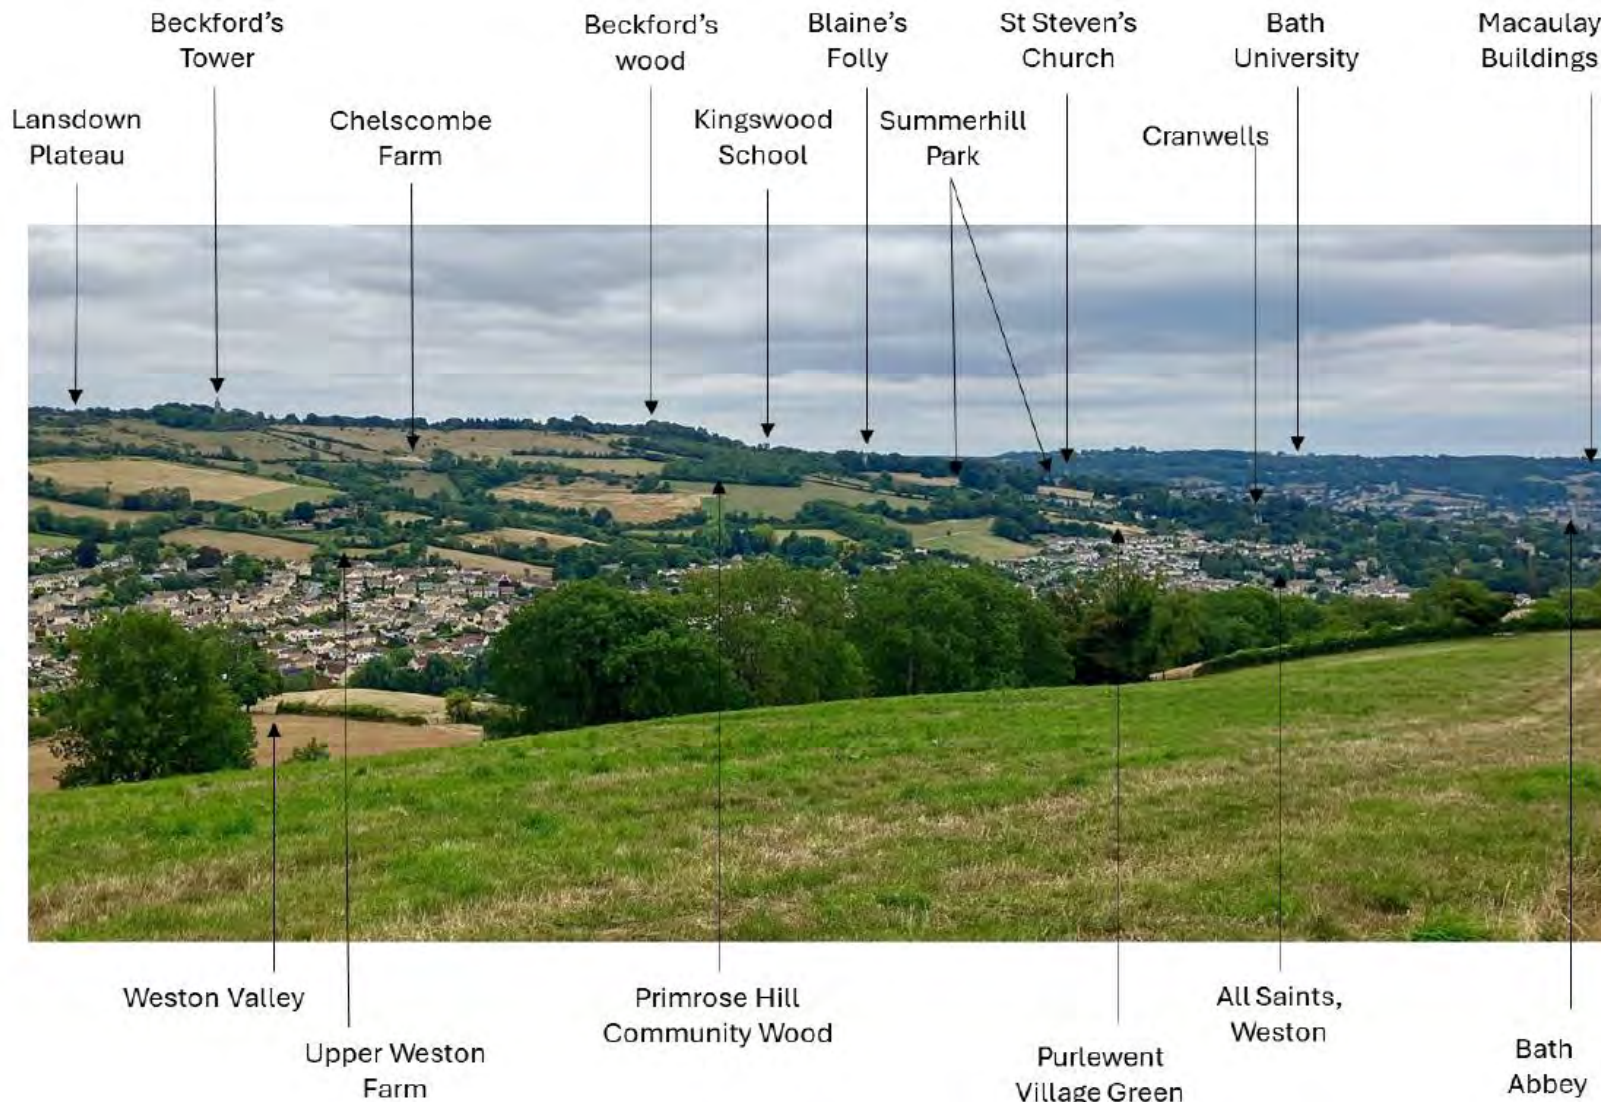 Beckford's
Tower
Beckford's
wood
Blaine's
Folly
St Steven's
Church
Bath
University
Macaulay
Buildings
Lansdown
Plateau
Chelscombe
Farm
Kingswood
School
Summerhill
Park
Cranwells
Weston Valley
Upper Weston
Farm
Primrose Hill
Community Wood
Purlewent
Village Green
All Saints,
Weston
Bath
Abbey